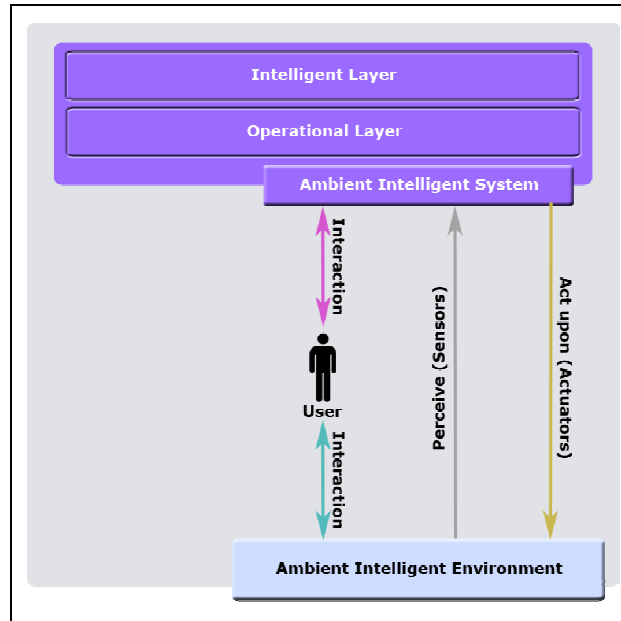 Intelligent Layer
Operational Layer
Ambient Intelligent System
Interaction
Perceive (Sensors)
Act upon (Actuators)
User
Interaction
Ambient Intelligent Environment